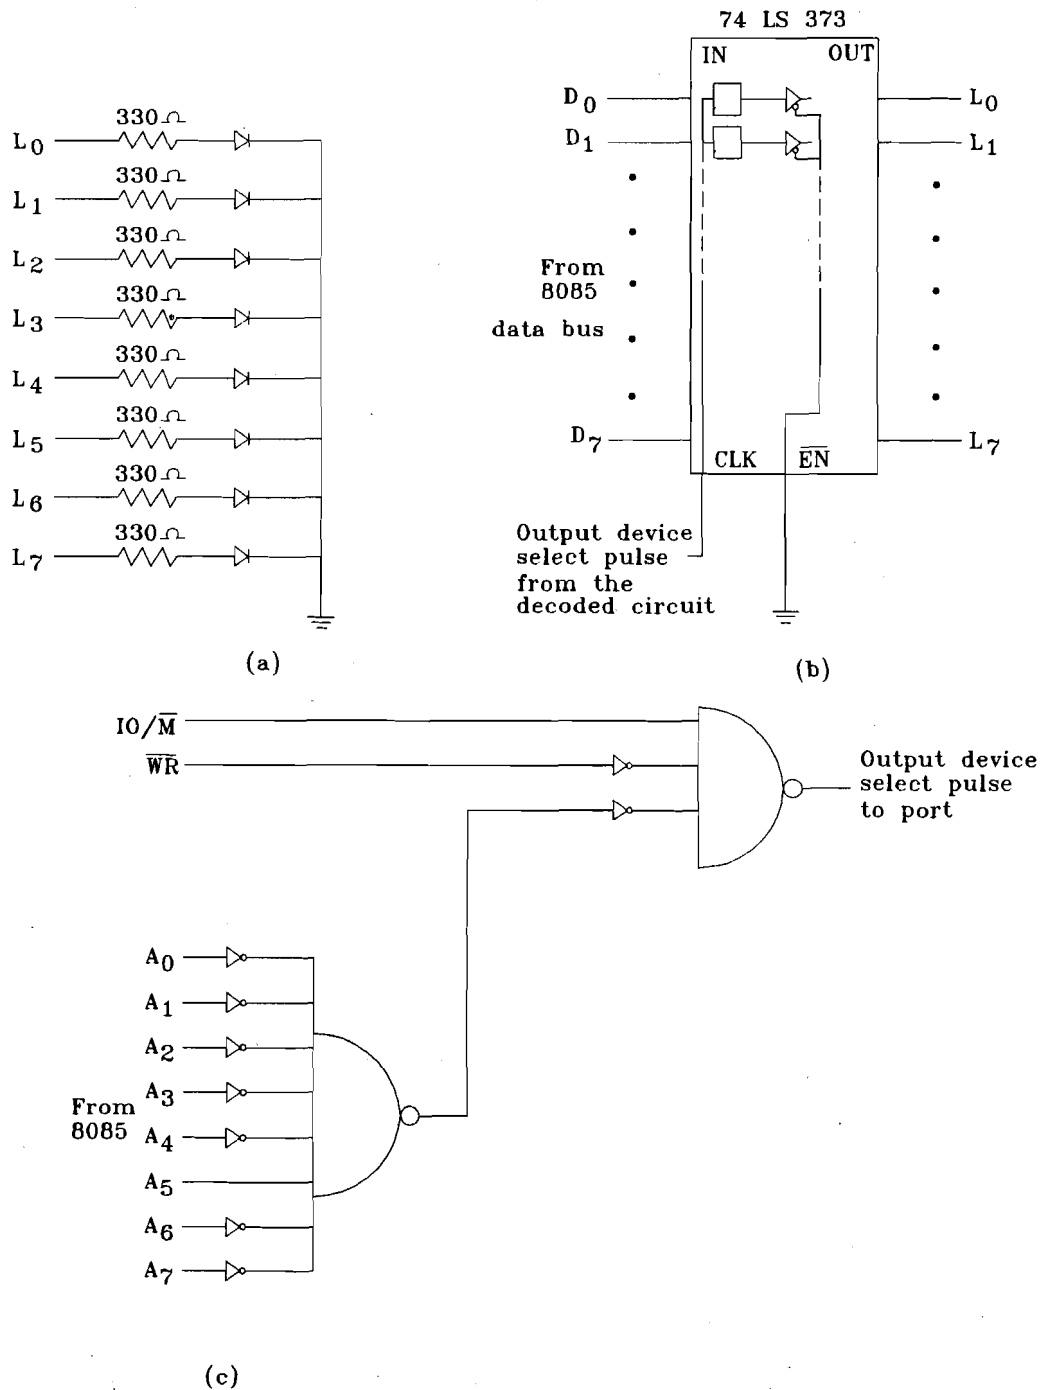 74 LS 373
IN OUT
D0 L0
D1 L1
From
8085
data bus
D7 L7
CLK EN̅
Output device
select pulse
from the
decoded circuit
(b)
330Ω
L0
330Ω
L1
330Ω
L2
330Ω
L3
330Ω
L4
330Ω
L5
330Ω
L6
330Ω
L7
(a)
IO/M̅
W̅R̅
Output device
select pulse
to port
A0
A1
A2
A3
From
8085
A4
A5
A6
A7
(c)